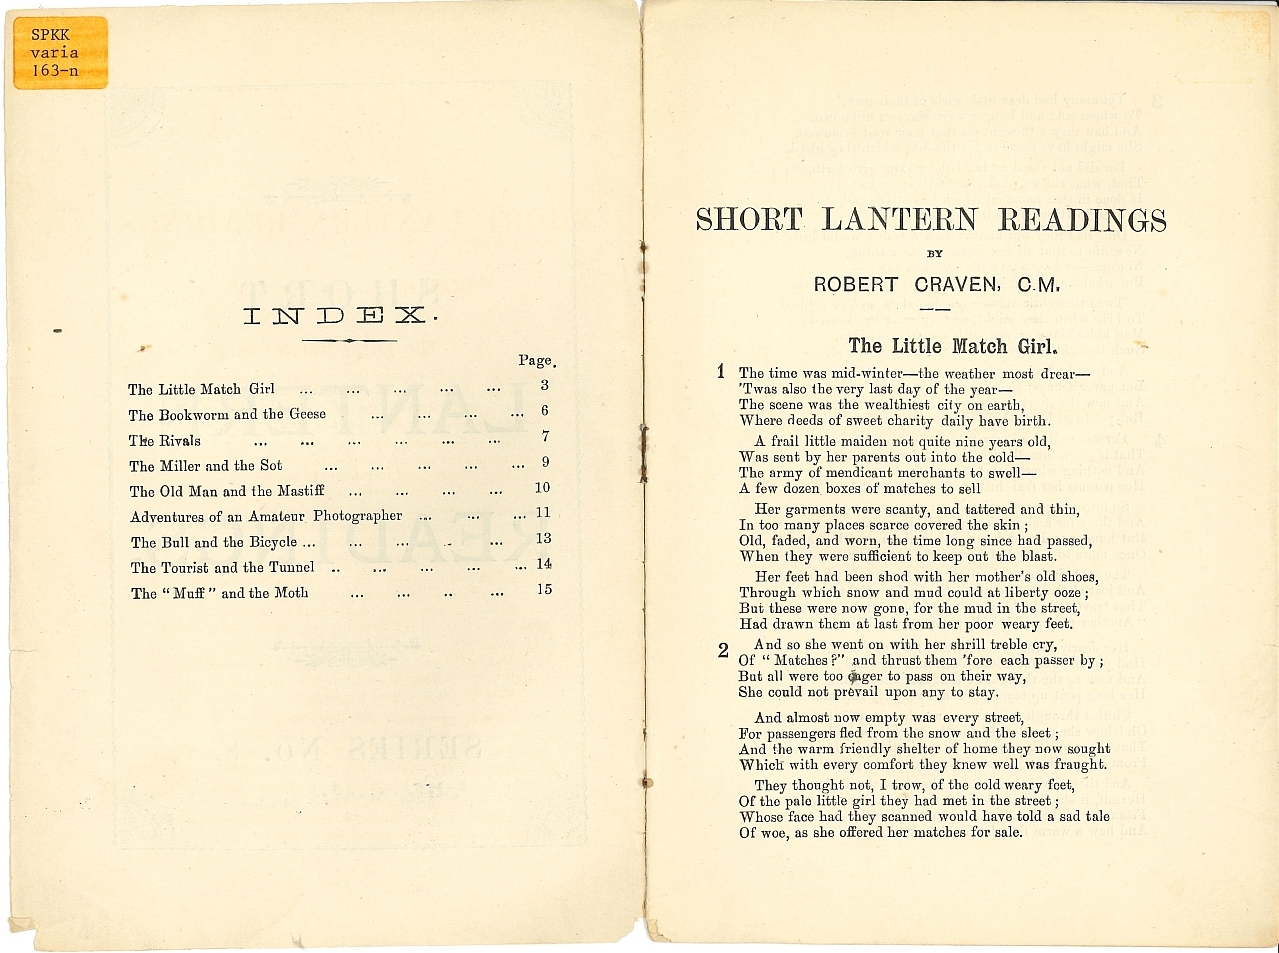 SPKK
varia
163-n
INDEX.
Page.
The Little Match Girl ... ... ... ... 3
The Bookworm and the Geese ... ... ... ... 6
The Rivals ... ... ... ... ... ... 7
The Miller and the Sot ... ... ... ... ... 9
The Old Man and the Mastiff ... ... ... ... 10
Adventures of an Amateur Photographer ... ... ... 11
The Bull and the Bicycle ... ... ... .. ... 13
The Tourist and the Tunnel .. ... ... ... ... 14
The "Muff" and the Moth ... ... .. ... 15
SHORT LANTERN READINGS
BY
ROBERT CRAVEN, C.M.
The Little Match Girl.
1 The time was mid-winter—the weather most drear—
'Twas also the very last day of the year—
The scene was the wealthiest city on earth,
Where deeds of sweet charity daily have birth.
A frail little maiden not quite nine years old,
Was sent by her parents out into the cold—
The army of mendicant merchants to swell—
A few dozen boxes of matches to sell
Her garments were scanty, and tattered and thin,
In too many places scarce covered the skin ;
Old, faded, and worn, the time long since had passed,
When they were sufficient to keep out the blast.
Her feet had been shod with her mother's old shoes,
Through which snow and mud could at liberty ooze ;
But these were now gone, for the mud in the street,
Had drawn them at last from her poor weary feet.
2 And so she went on with her shrill treble cry,
Of "Matches?" and thrust them 'fore each passer by ;
But all were too eager to pass on their way,
She could not prevail upon any to stay.
And almost now empty was every street,
For passengers fled from the snow and the sleet ;
And the warm friendly shelter of home they now sought
Which with every comfort they knew well was fraught.
They thought not, I trow, of the cold weary feet,
Of the pale little girl they had met in the street ;
Whose face had they scanned would have told a sad tale
Of woe, as she offered her matches for sale.